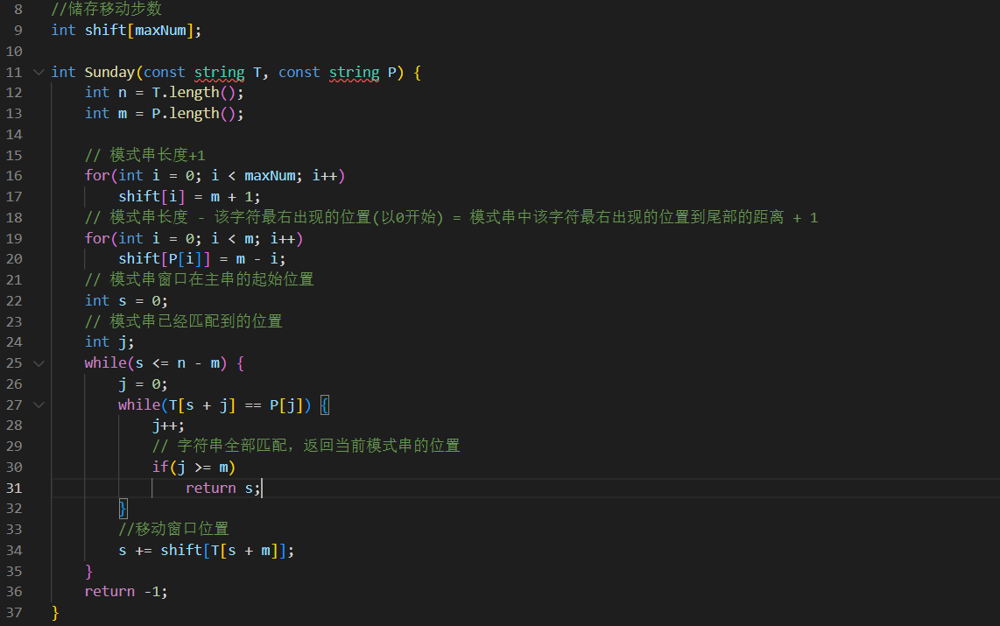 8 //储存移动步数
9 int shift[maxNum];
10
11 int Sunday(const string T, const string P) {
12     int n = T.length();
13     int m = P.length();
14
15     // 模式串长度+1
16     for(int i = 0; i < maxNum; i++)
17         shift[i] = m + 1;
18     // 模式串长度 - 该字符最右出现的位置(以0开始) = 模式串中该字符最右出现的位置到尾部的距离 + 1
19     for(int i = 0; i < m; i++)
20         shift[P[i]] = m - i;
21     // 模式串窗口在主串的起始位置
22     int s = 0;
23     // 模式串已经匹配到的位置
24     int j;
25     while(s <= n - m) {
26         j = 0;
27         while(T[s + j] == P[j]) {
28             j++;
29             // 字符串全部匹配，返回当前模式串的位置
30             if(j >= m)
31                 return s;
32         }
33         //移动窗口位置
34         s += shift[T[s + m]];
35     }
36     return -1;
37 }